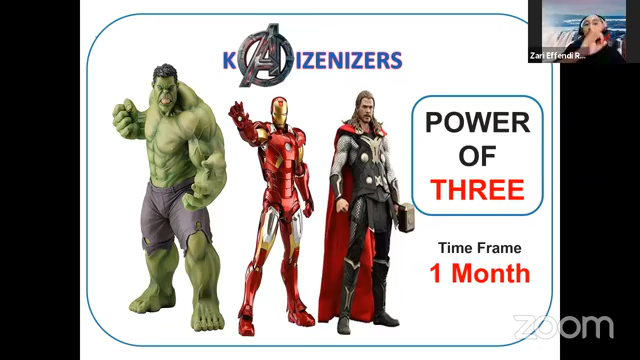 KAIZENIZERS
POWER
OF
THREE
Time Frame
1 Month
Zari Effendi R...
zoom